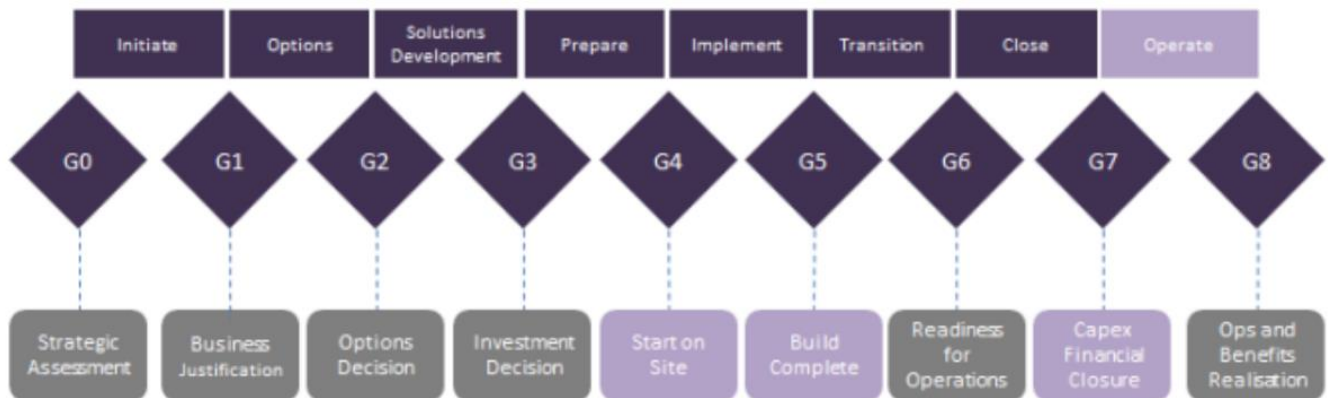 Initiate
Options
Solutions
Development
Prepare
Implement
Transition
Close
Operate
G0
G1
G2
G3
G4
G5
G6
G7
G8
Strategic
Assessment
Business
Justification
Options
Decision
Investment
Decision
Start on
Site
Build
Complete
Readiness
for
Operations
Capex
Financial
Closure
Ops and
Benefits
Realisation